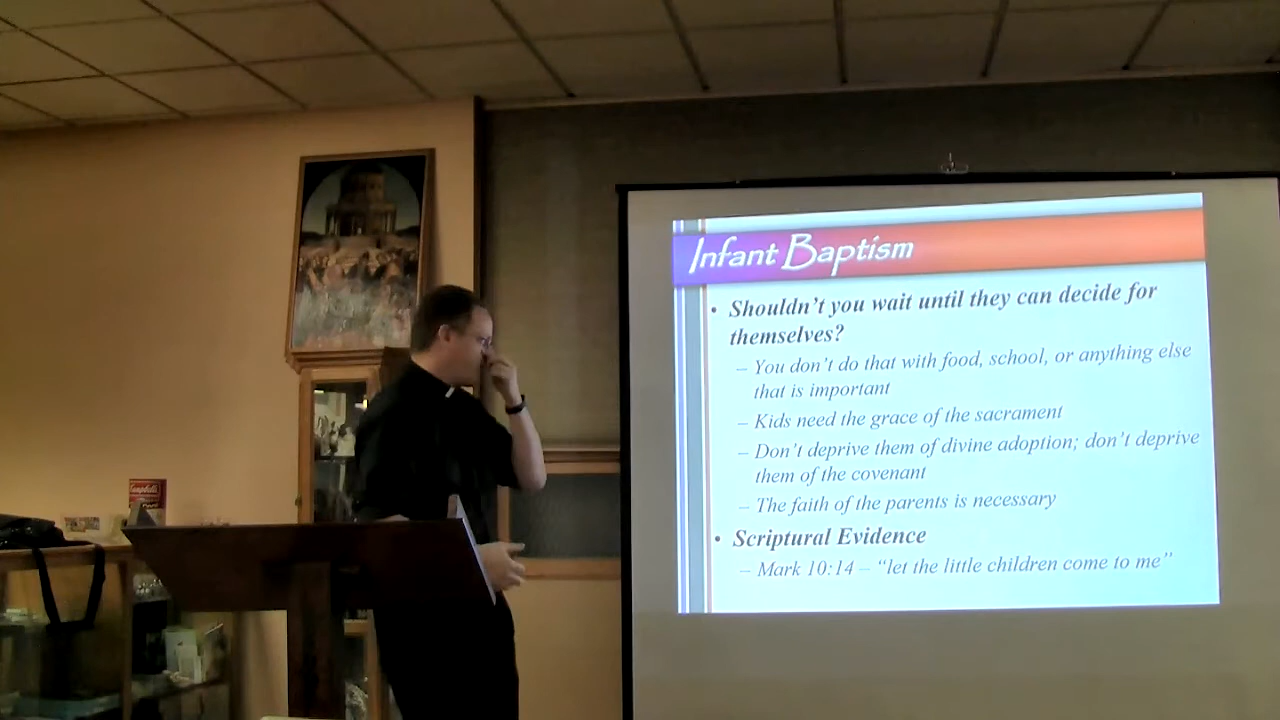 Infant Baptism
• Shouldn't you wait until they can decide for
themselves?
– You don't do that with food, school, or anything else
that is important
– Kids need the grace of the sacrament
– Don't deprive them of divine adoption; don't deprive
them of the covenant
– The faith of the parents is necessary
• Scriptural Evidence
– Mark 10:14 – “let the little children come to me”
Campbell's